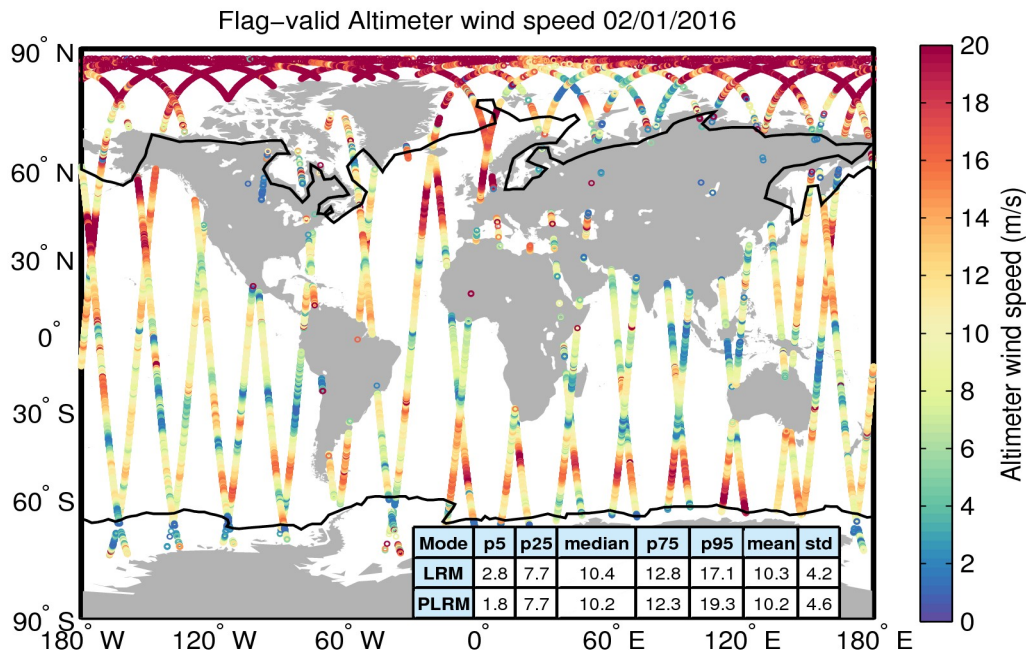 Flag−valid Altimeter wind speed 02/01/2016
90° N
60° N
30° N
0°
30° S
60° S
90° S
180° W
120° W
60° W
0°
60° E
120° E
180° E
Mode p5 p25 median p75 p95 mean std
LRM 2.8 7.7 10.4 12.8 17.1 10.3 4.2
PLRM 1.8 7.7 10.2 12.3 19.3 10.2 4.6
20
18
16
14
12
10
8
6
4
2
0
Altimeter wind speed (m/s)